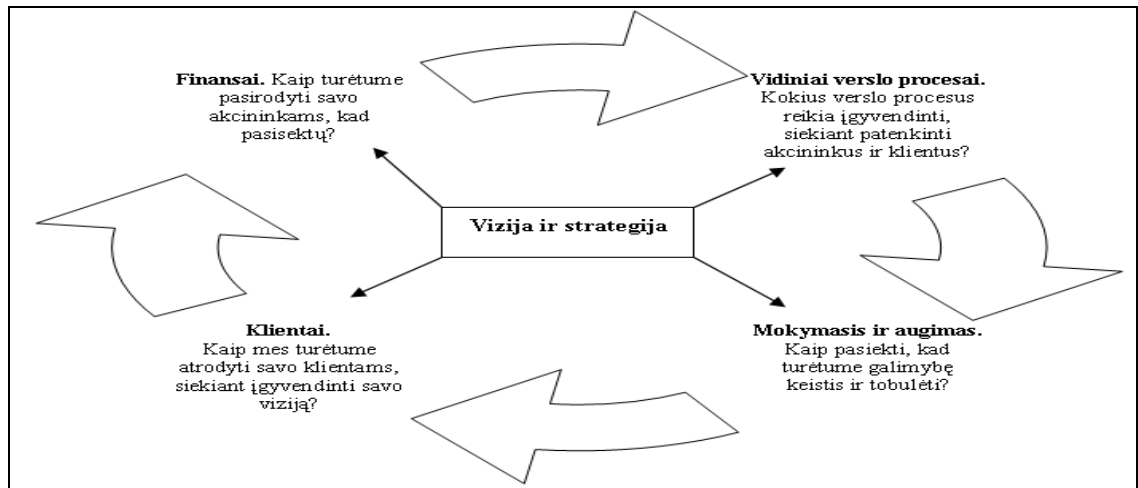 Finansai. Kaip turėtume
pasirodyti savo
akcininkams, kad
pasisektų?
Vidiniai verslo procesai.
Kokius verslo procesus
reikia įgyvendinti,
siekiant patenkinti
akcininkus ir klientus?
Vizija ir strategija
Klientai.
Kaip mes turėtume
atrodyti savo klientams,
siekiant įgyvendinti savo
viziją?
Mokymasis ir augimas.
Kaip pasiekti, kad
turėtume galimybę
keistis ir tobulėti?